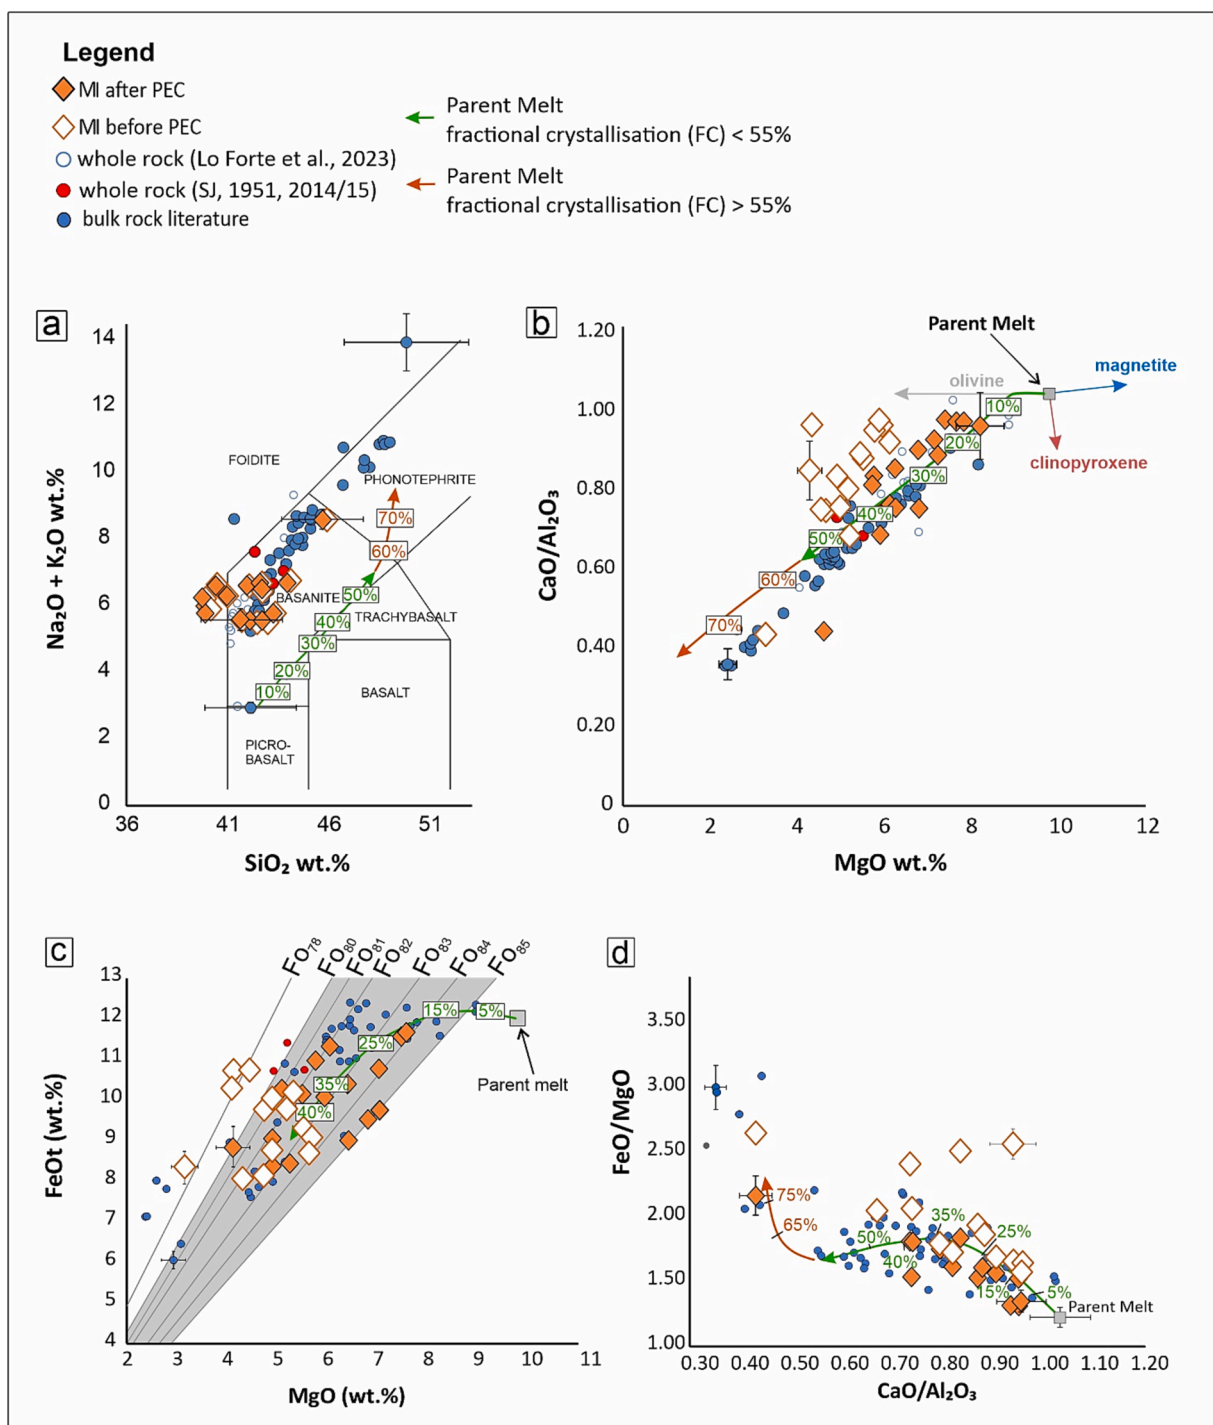 Legend
MI after PEC
MI before PEC
whole rock (Lo Forte et al., 2023)
whole rock (SJ, 1951, 2014/15)
bulk rock literature
Parent Melt
fractional crystallisation (FC) < 55%
Parent Melt
fractional crystallisation (FC) > 55%
a
14
12
10
8
6
4
2
0
36
41
46
51
Na₂O + K₂O wt.%
SiO₂ wt.%
FOIDITE
PHONOTEPHRITE
70%
60%
BASANITE
50%
40%
TRACHYBASALT
30%
20%
10%
BASALT
PICRO-
BASALT
b
1.20
1.00
0.80
0.60
0.40
0.20
0
0
2
4
6
8
10
12
CaO/Al₂O₃
MgO wt.%
Parent Melt
magnetite
olivine
clinopyroxene
10%
20%
30%
40%
50%
60%
70%
c
13
12
11
10
9
8
7
6
5
4
2
3
4
5
6
7
8
9
10
11
FeOt (wt.%)
MgO (wt.%)
Fo₇₈
Fo₈₀
Fo₈₁
Fo₈₂
Fo₈₃
Fo₈₄
Fo₈₅
15%
5%
25%
35%
40%
Parent melt
d
3.50
3.00
2.50
2.00
1.50
1.00
0.30
0.40
0.50
0.60
0.70
0.80
0.90
1.00
1.10
1.20
FeO/MgO
CaO/Al₂O₃
75%
65%
50%
40%
35%
25%
15%
5%
Parent Melt